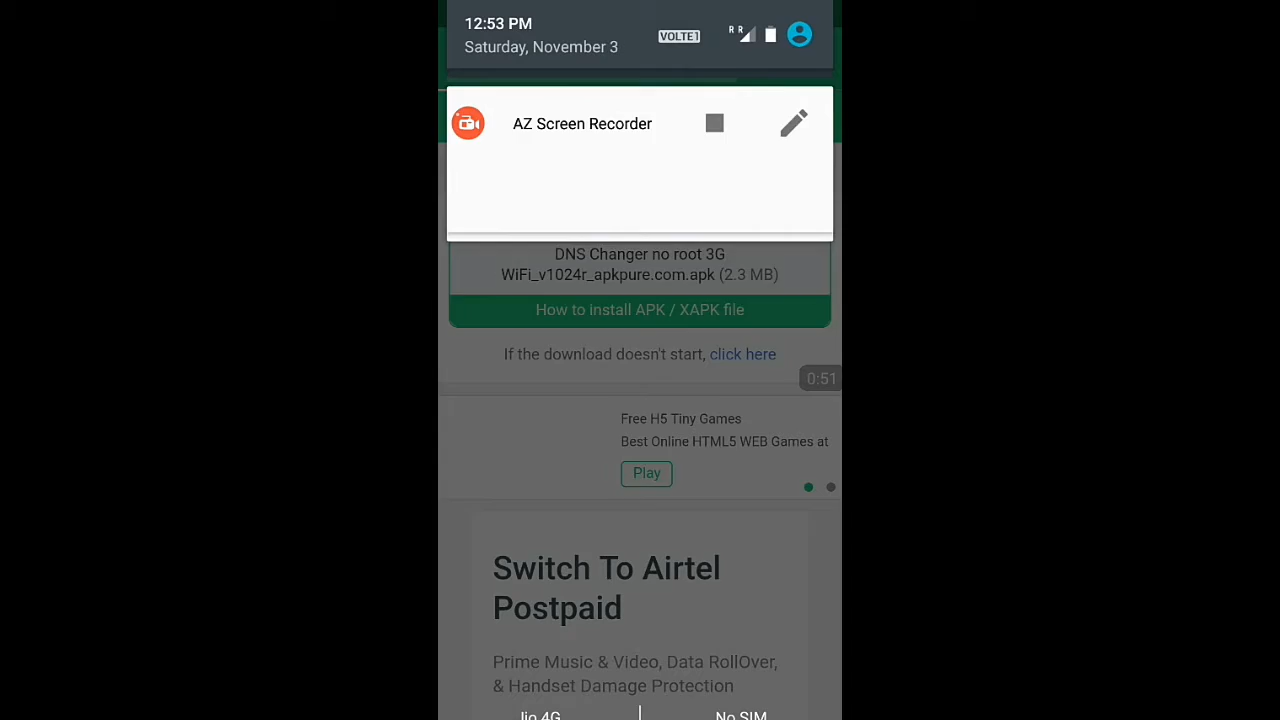 12:53 PM
Saturday, November 3
VOLTE1
R R
AZ Screen Recorder
DNS Changer no root 3G
WiFi_v1024r_apkpure.com.apk (2.3 MB)
How to install APK / XAPK file
If the download doesn't start, click here
0:51
Free H5 Tiny Games
Best Online HTML5 WEB Games at
Play
Switch To Airtel
Postpaid
Prime Music & Video, Data RollOver,
& Handset Damage Protection
Jio 4G
No SIM